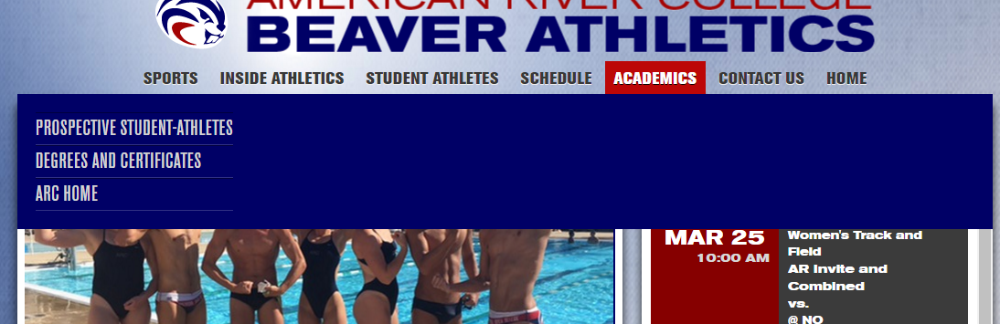 AMERICAN RIVER COLLEGE
BEAVER ATHLETICS
SPORTS INSIDE ATHLETICS STUDENT ATHLETES SCHEDULE ACADEMICS CONTACT US HOME
PROSPECTIVE STUDENT-ATHLETES
DEGREES AND CERTIFICATES
ARC HOME
MAR 25
10:00 AM
Women's Track and
Field
AR Invite and
Combined
vs.
@ NO